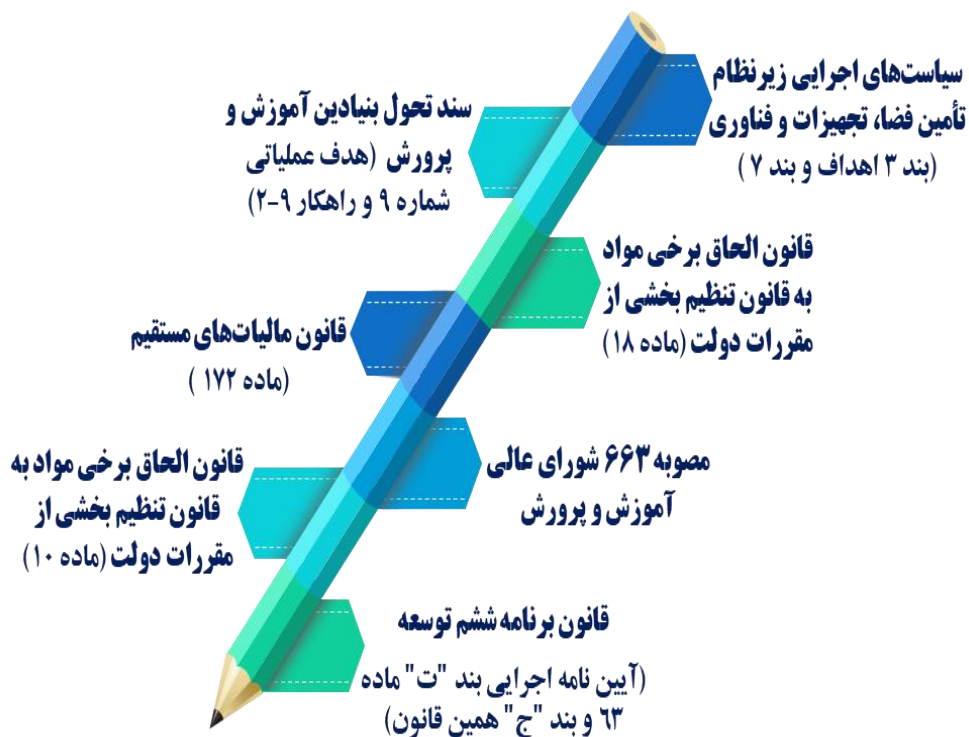 سیاست‌های اجرایی زیرنظام
تأمین فضا، تجهیزات و فناوری
(بند ۳ اهداف و بند ۷ )
سند تحول بنیادین آموزش و
پرورش (هدف عملیاتی
شماره ۹ و راهکار ۹-۲)
قانون الحاق برخی مواد
به قانون تنظیم بخشی از
مقررات دولت (ماده ۱۸)
قانون مالیات‌های مستقیم
(ماده ۱۷۲ )
مصوبه ۶۶۳ شورای عالی
آموزش و پرورش
قانون الحاق برخی مواد به
قانون تنظیم بخشی از
مقررات دولت (ماده ۱۰)
قانون برنامه ششم توسعه
(آیین نامه اجرایی بند "ت" ماده
۶۳ و بند "ج" همین قانون)